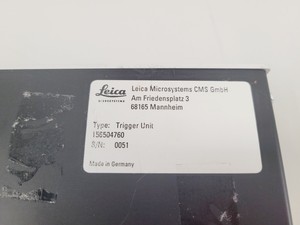 Leica
MICROSYSTEMS
Leica Microsystems CMS GmbH
Am Friedensplatz 3
68165 Mannheim
Type: Trigger Unit
156504760
S/N: 0051
Made in Germany